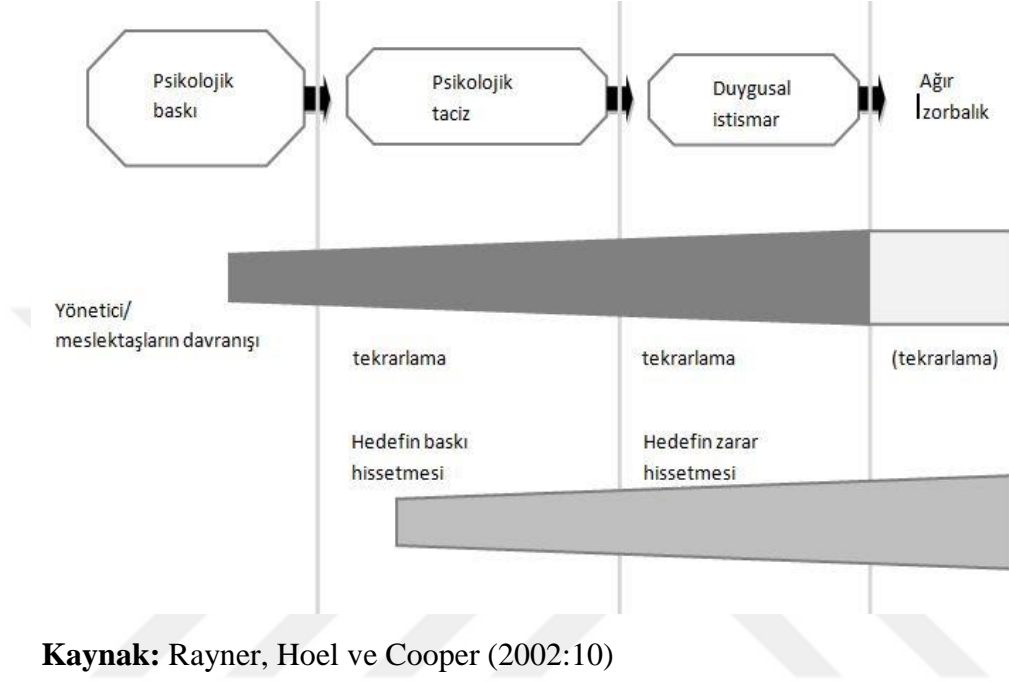 Psikolojik
baskı
Psikolojik
taciz
Duygusal
istismar
Ağır
zorbalık
Yönetici/
meslektaşların davranışı
tekrarlama
tekrarlama
(tekrarlama)
Hedefin baskı
hissetmesi
Hedefin zarar
hissetmesi
Kaynak: Rayner, Hoel ve Cooper (2002:10)